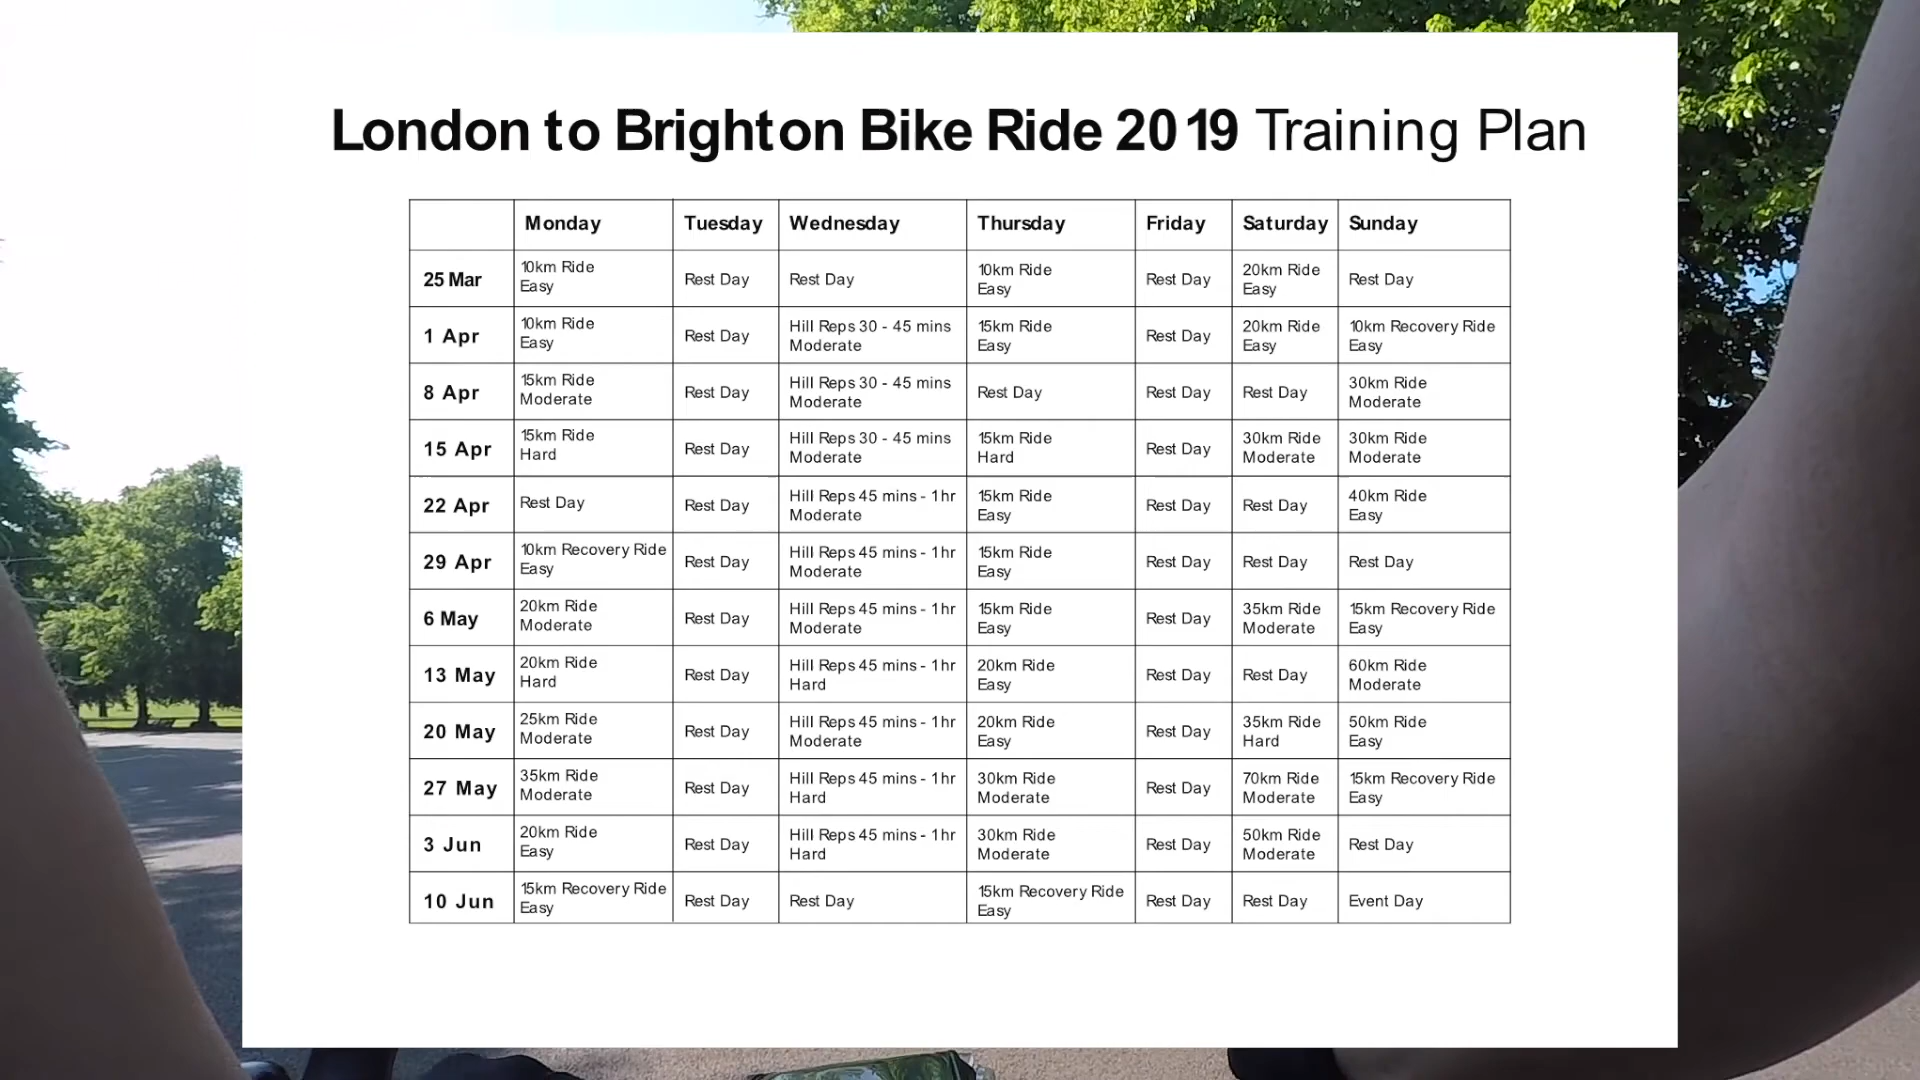 London to Brighton Bike Ride 2019 Training Plan
Monday Tuesday Wednesday Thursday Friday Saturday Sunday
25 Mar 10km Ride Easy Rest Day Rest Day 10km Ride Easy Rest Day 20km Ride Easy Rest Day
1 Apr 10km Ride Easy Rest Day Hill Reps 30 - 45 mins Moderate 15km Ride Easy Rest Day 20km Ride Easy 10km Recovery Ride Easy
8 Apr 15km Ride Moderate Rest Day Hill Reps 30 - 45 mins Moderate Rest Day Rest Day Rest Day 30km Ride Moderate
15 Apr 15km Ride Hard Rest Day Hill Reps 30 - 45 mins Moderate 15km Ride Hard Rest Day 30km Ride Moderate 30km Ride Moderate
22 Apr Rest Day Rest Day Hill Reps 45 mins - 1hr Moderate 15km Ride Easy Rest Day Rest Day 40km Ride Easy
29 Apr 10km Recovery Ride Easy Rest Day Hill Reps 45 mins - 1hr Moderate 15km Ride Easy Rest Day Rest Day Rest Day
6 May 20km Ride Moderate Rest Day Hill Reps 45 mins - 1hr Moderate 15km Ride Easy Rest Day 35km Ride Moderate 15km Recovery Ride Easy
13 May 20km Ride Hard Rest Day Hill Reps 45 mins - 1hr Hard 20km Ride Easy Rest Day Rest Day 60km Ride Moderate
20 May 25km Ride Moderate Rest Day Hill Reps 45 mins - 1hr Moderate 20km Ride Easy Rest Day 35km Ride Hard 50km Ride Easy
27 May 35km Ride Moderate Rest Day Hill Reps 45 mins - 1hr Hard 30km Ride Moderate Rest Day 70km Ride Moderate 15km Recovery Ride Easy
3 Jun 20km Ride Easy Rest Day Hill Reps 45 mins - 1hr Hard 30km Ride Moderate Rest Day 50km Ride Moderate Rest Day
10 Jun 15km Recovery Ride Easy Rest Day Rest Day 15km Recovery Ride Easy Rest Day Rest Day Event Day